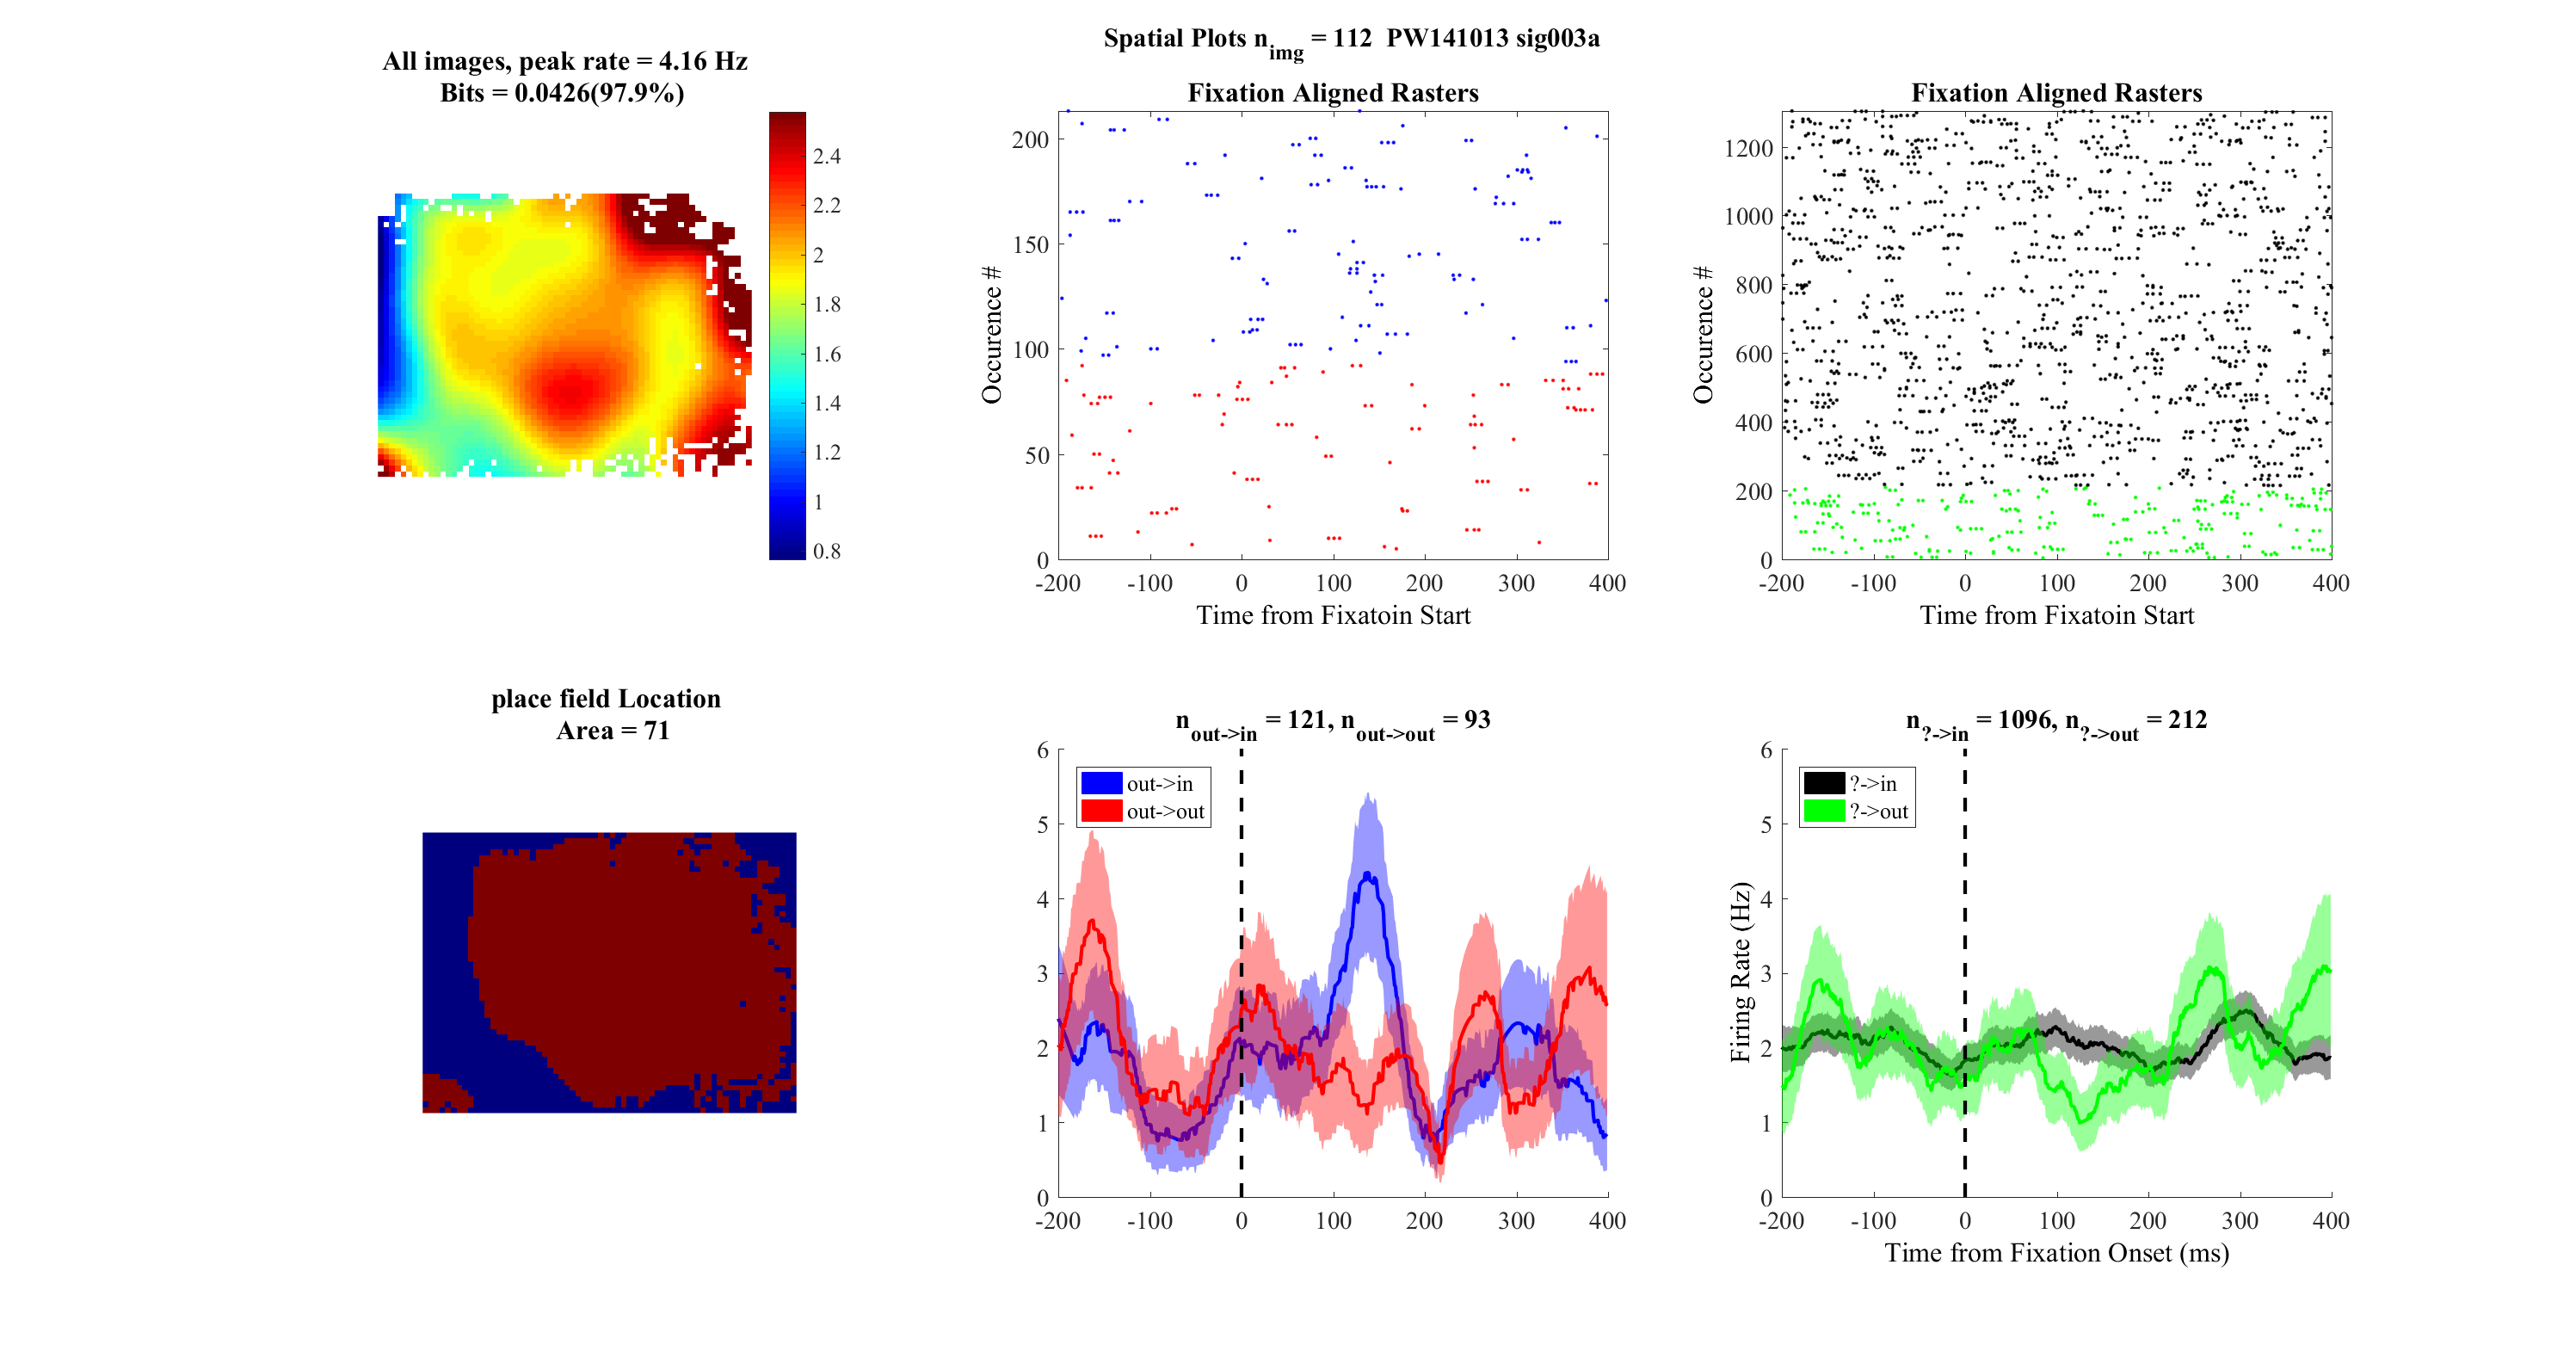 Spatial Plots n_img = 112  PW141013 sig003a
All images, peak rate = 4.16 Hz
Bits = 0.0426(97.9%)
2.4
2.2
2
1.8
1.6
1.4
1.2
1
0.8
Fixation Aligned Rasters
Occurence #
200
150
100
50
0
-200 -100 0 100 200 300 400
Time from Fixatoin Start
Fixation Aligned Rasters
Occurence #
1200
1000
800
600
400
200
0
-200 -100 0 100 200 300 400
Time from Fixatoin Start
place field Location
Area = 71
n_out->in = 121, n_out->out = 93
out->in
out->out
6
5
4
3
2
1
0
-200 -100 0 100 200 300 400
n_?->in = 1096, n_?->out = 212
?->in
?->out
Firing Rate (Hz)
6
5
4
3
2
1
0
-200 -100 0 100 200 300 400
Time from Fixation Onset (ms)